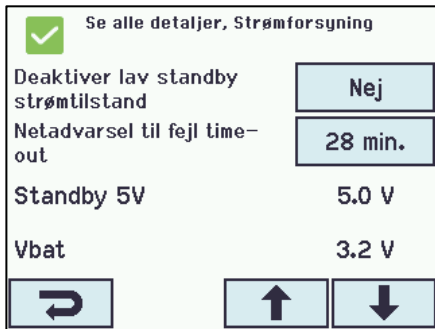 Se alle detaljer, Strømforsyning
Deaktiver lav standby
strømtilstand
Nej
Netadvarsel til fejl time-
out
28 min.
Standby 5V
5.0 V
Vbat
3.2 V